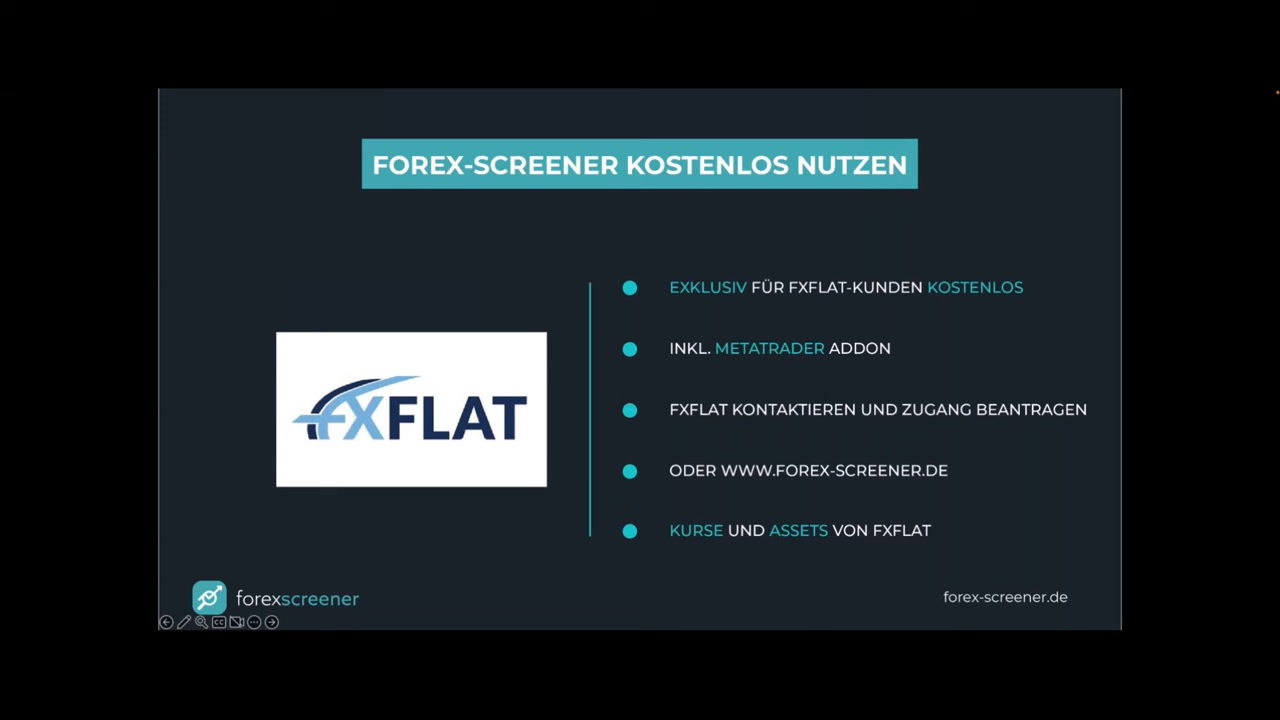 FOREX-SCREENER KOSTENLOS NUTZEN
EXKLUSIV FÜR FXFLAT-KUNDEN KOSTENLOS
INKL. METATRADER ADDON
FXFLAT KONTAKTIEREN UND ZUGANG BEANTRAGEN
ODER WWW.FOREX-SCREENER.DE
KURSE UND ASSETS VON FXFLAT
FXFLAT
forexscreener
forex-screener.de
CC